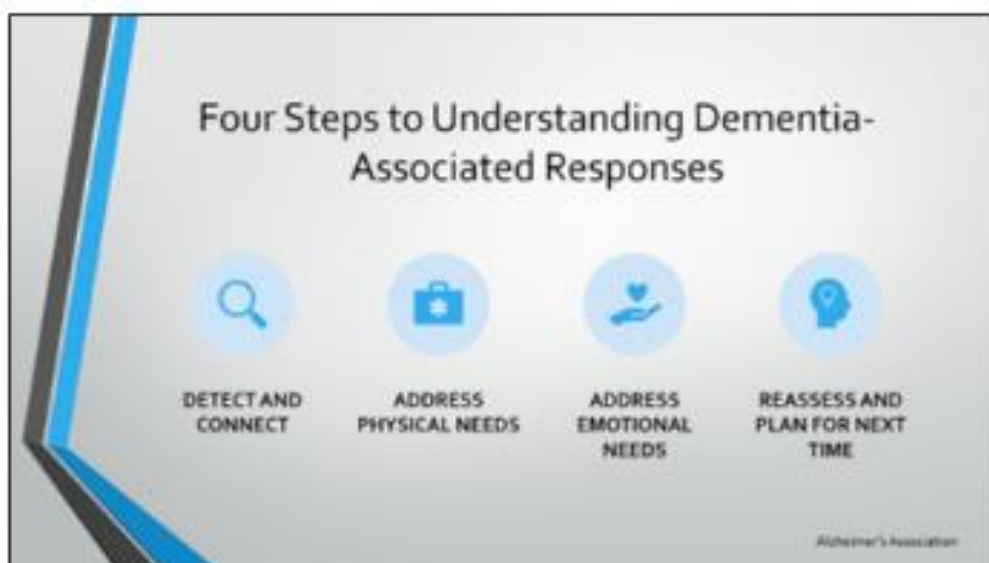 Four Steps to Understanding Dementia-
Associated Responses
DETECT AND
CONNECT
ADDRESS
PHYSICAL NEEDS
ADDRESS
EMOTIONAL
NEEDS
REASSESS AND
PLAN FOR NEXT
TIME
Alzheimer's Association